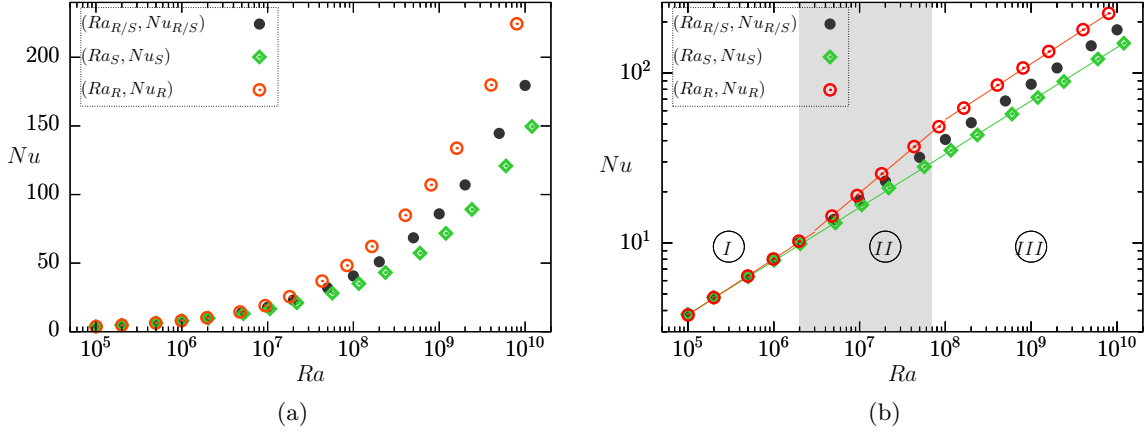 (Ra_{R/S}, Nu_{R/S})
(Ra_S, Nu_S)
(Ra_R, Nu_R)
200
150
100
50
0
Nu
10^5
10^6
10^7
10^8
10^9
10^10
Ra
(a)
(Ra_{R/S}, Nu_{R/S})
(Ra_S, Nu_S)
(Ra_R, Nu_R)
10^2
10^1
Nu
I
II
III
10^5
10^6
10^7
10^8
10^9
10^10
Ra
(b)